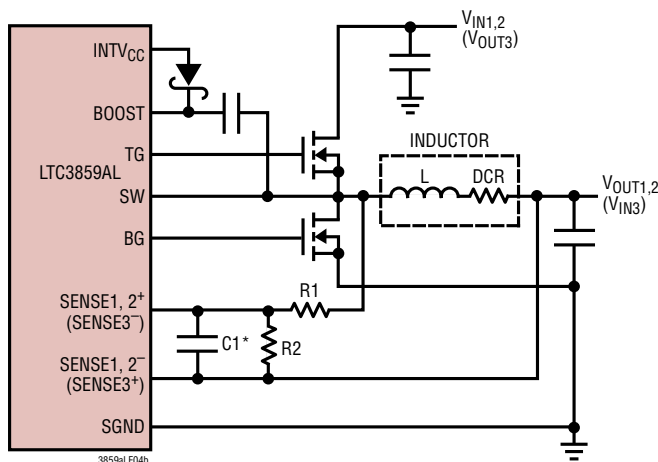 V_IN1,2
(V_OUT3)
INTV_CC
BOOST
TG
LTC3859AL
SW
BG
INDUCTOR
L
DCR
V_OUT1,2
(V_IN3)
SENSE1, 2⁺
(SENSE3⁻)
R1
C1*
R2
SENSE1, 2⁻
(SENSE3⁺)
SGND
3859aL F04b